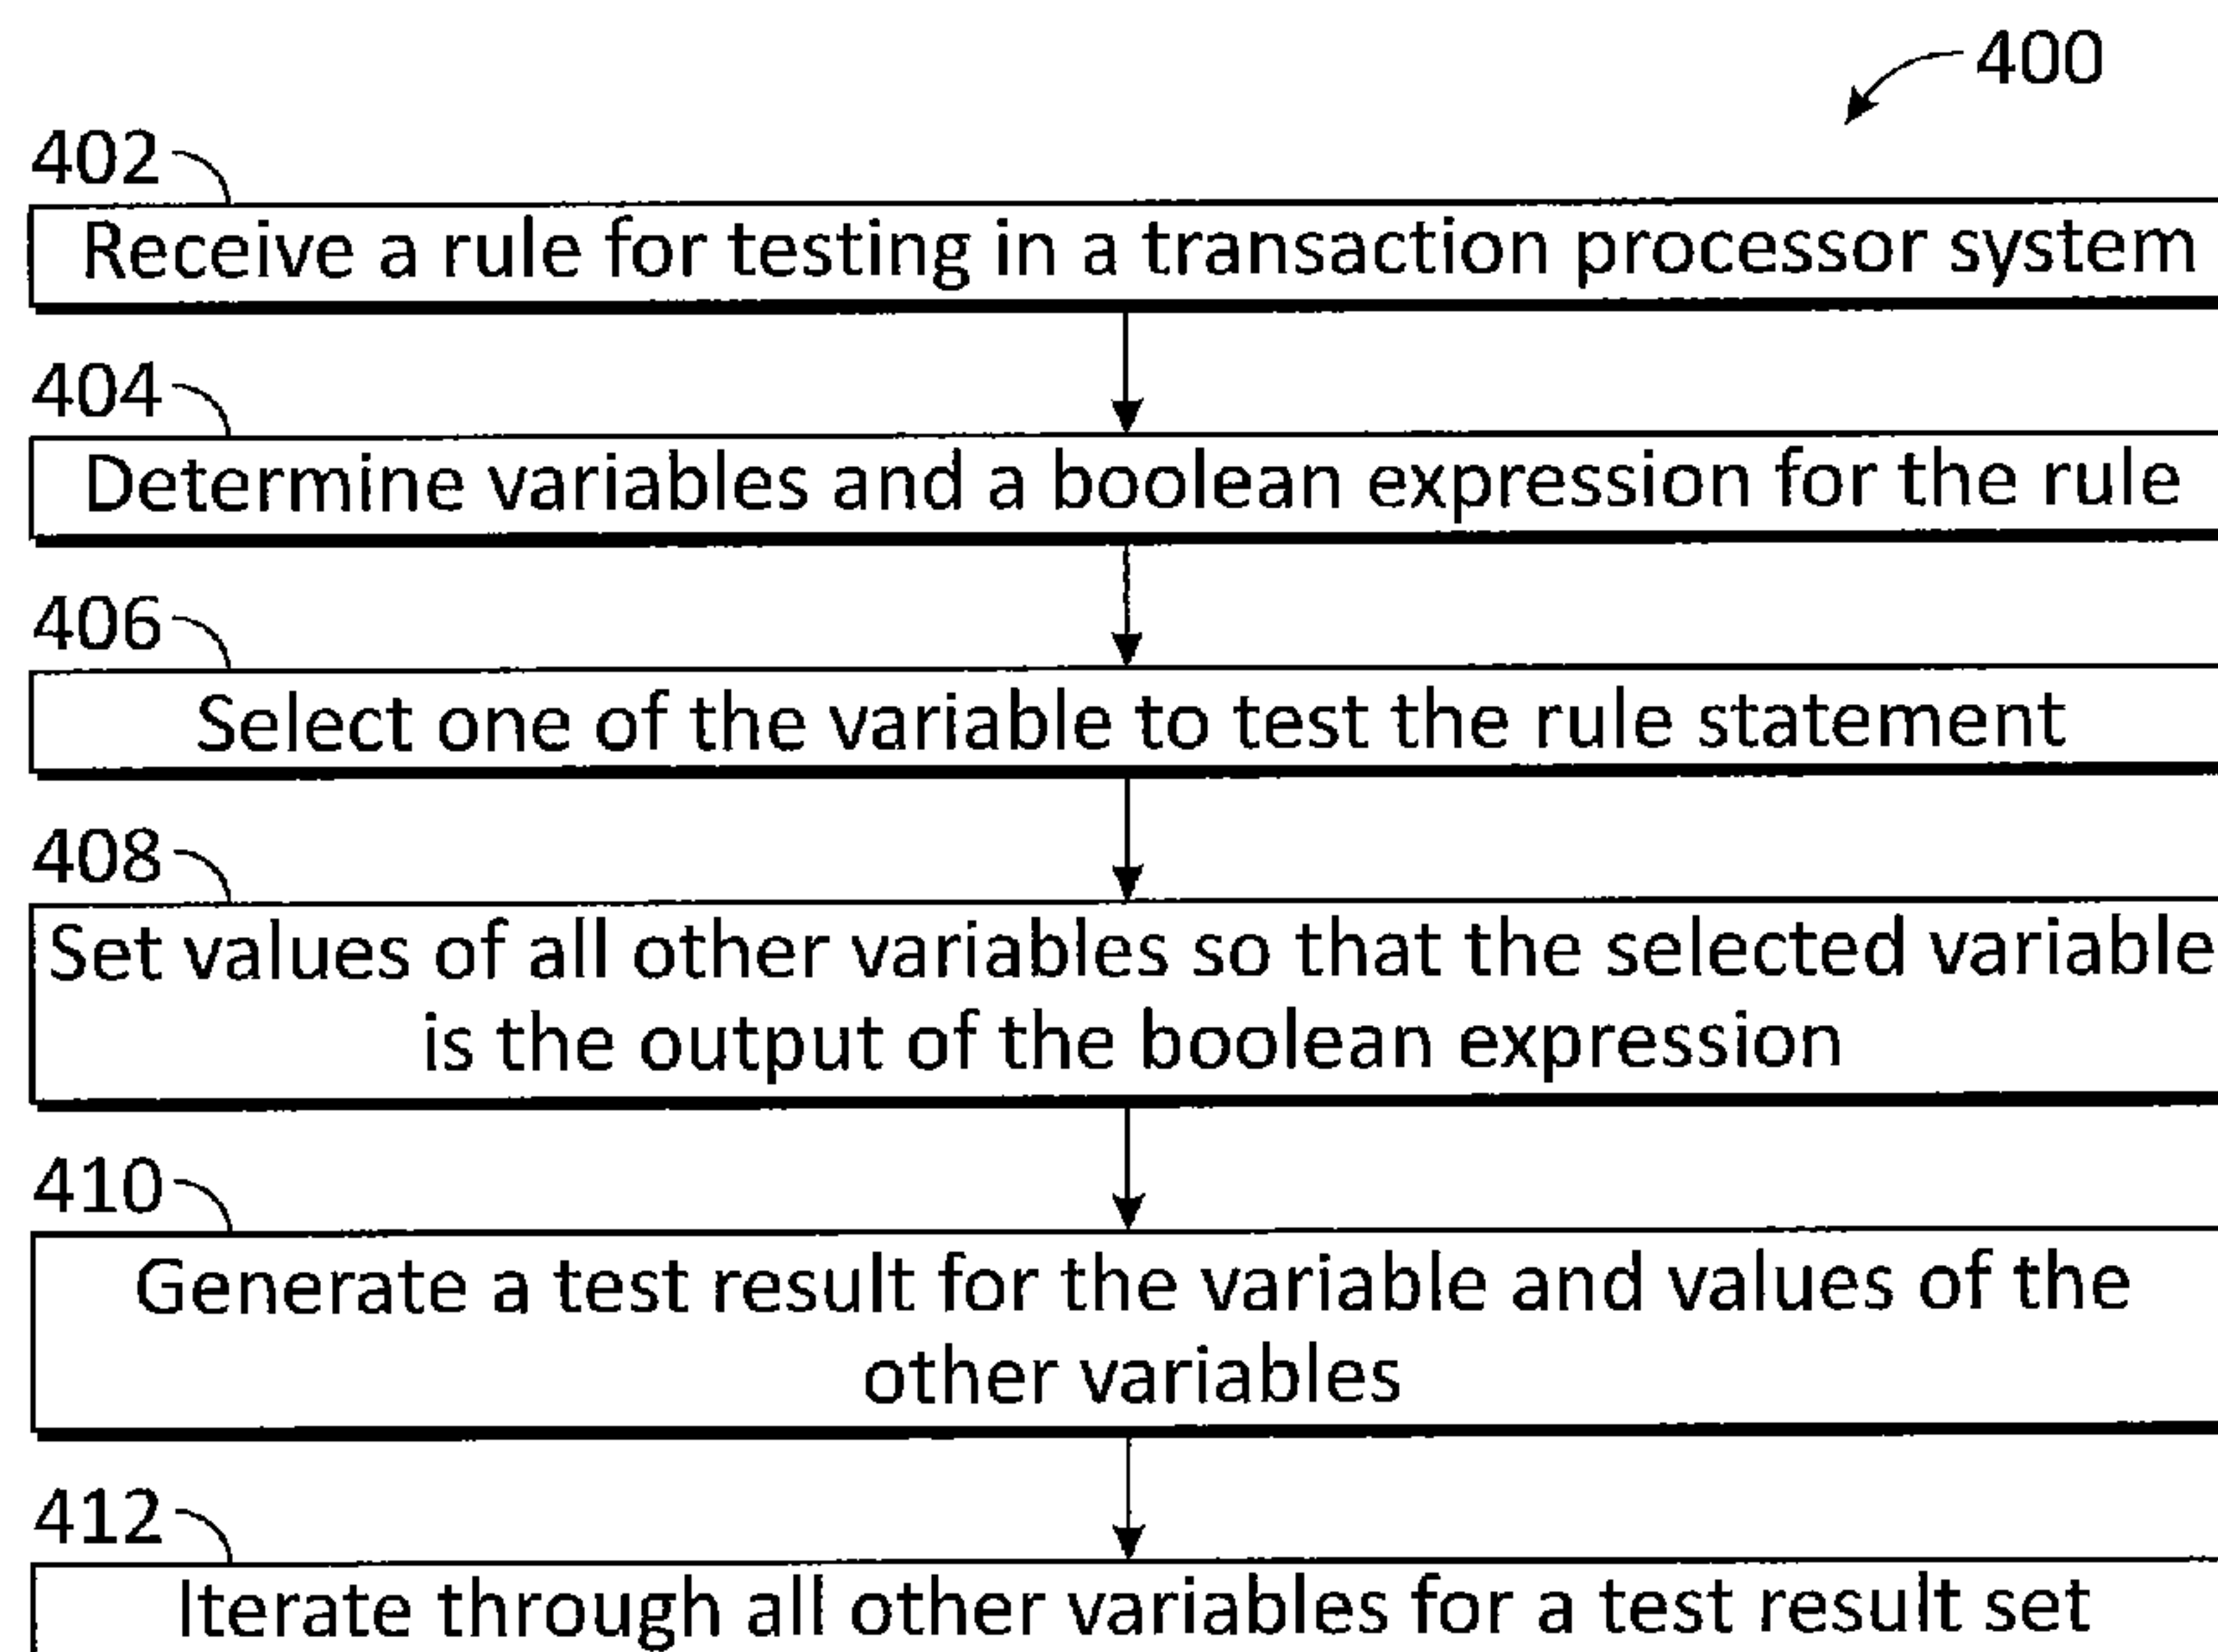 400
402
Receive a rule for testing in a transaction processor system
404
Determine variables and a boolean expression for the rule
406
Select one of the variable to test the rule statement
408
Set values of all other variables so that the selected variable
is the output of the boolean expression
410
Generate a test result for the variable and values of the
other variables
412
Iterate through all other variables for a test result set